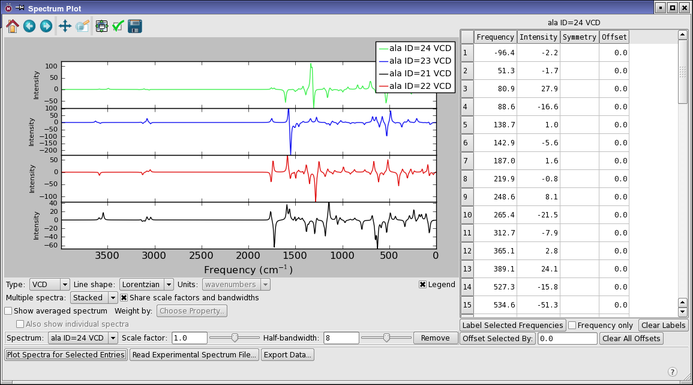 Spectrum Plot
ala ID=24 VCD
ala ID=24 VCD
ala ID=23 VCD
ala ID=21 VCD
ala ID=22 VCD
Intensity
100
50
0
-50
Intensity
50
0
-50
-100
-150
-200
Intensity
50
0
-50
-100
Intensity
40
20
0
-20
-40
-60
3500 3000 2500 2000 1500 1000 500 0
Frequency (cm⁻¹)
Frequency Intensity Symmetry Offset
1 -96.4 -2.2 0.0
2 51.3 -1.7 0.0
3 80.9 27.9 0.0
4 88.6 -16.6 0.0
5 138.7 1.0 0.0
6 142.9 -5.6 0.0
7 187.0 1.6 0.0
8 219.9 -0.8 0.0
9 248.6 8.1 0.0
10 265.4 -21.5 0.0
11 312.7 -7.9 0.0
12 365.1 2.8 0.0
13 389.1 24.1 0.0
14 527.3 -15.8 0.0
15 534.6 -51.3 0.0
Type: VCD Line shape: Lorentzian Units: wavenumbers Legend
Multiple spectra: Stacked Share scale factors and bandwidths
Show averaged spectrum Weight by: Choose Property...
Also show individual spectra
Spectrum: ala ID=24 VCD Scale factor: 1.0 Half-bandwidth: 8 Remove
Plot Spectra for Selected Entries Read Experimental Spectrum File... Export Data...
Label Selected Frequencies Frequency only Clear Labels
Offset Selected By: 0.0 Clear All Offsets
?